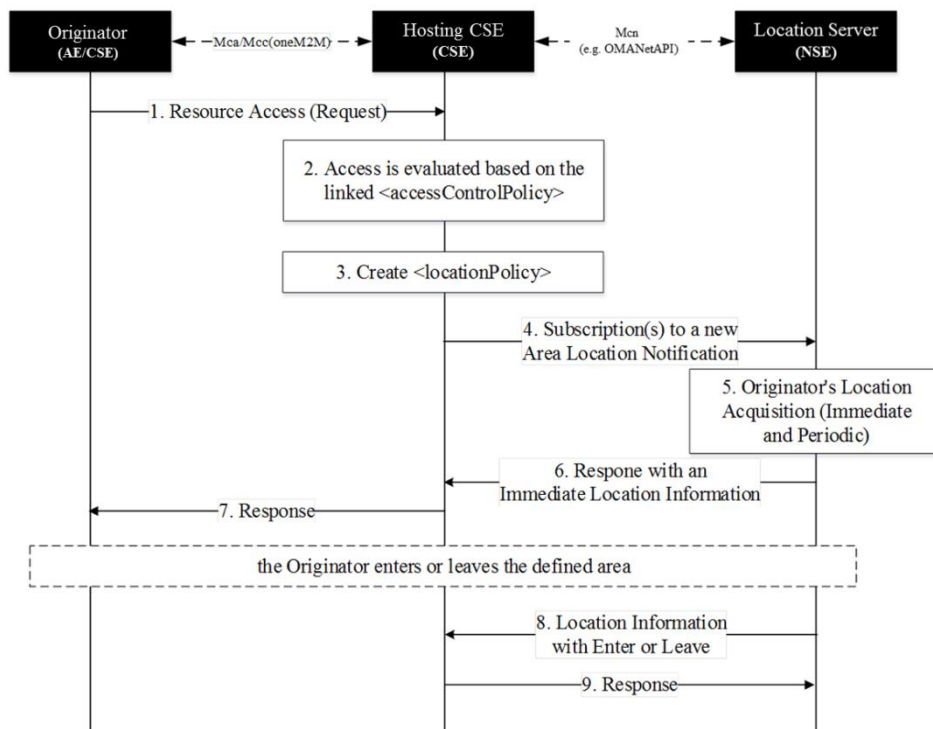 Originator
(AE/CSE)
Mca/Mcc(oneM2M)
Hosting CSE
(CSE)
Mcn
(e.g. OMANetAPI)
Location Server
(NSE)
1. Resource Access (Request)
2. Access is evaluated based on the
linked <accessControlPolicy>
3. Create <locationPolicy>
4. Subscription(s) to a new
Area Location Notification
5. Originator's Location
Acquisition (Immediate
and Periodic)
6. Respone with an
Immediate Location Information
7. Response
the Originator enters or leaves the defined area
8. Location Information
with Enter or Leave
9. Response